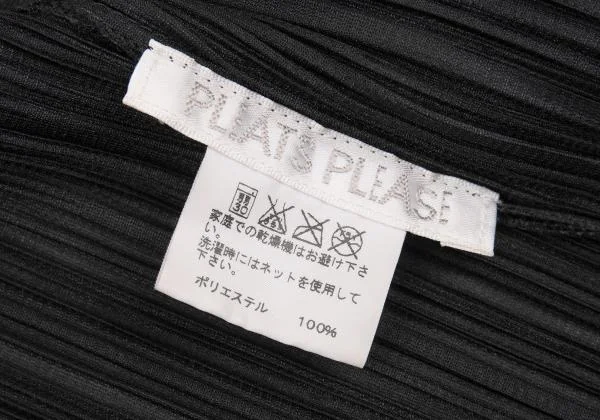 PLEATS PLEASE
弱 30
家庭での乾燥機はお避け下さ
い。
洗濯時にはネットを使用して
下さい。
ポリエステル 100%